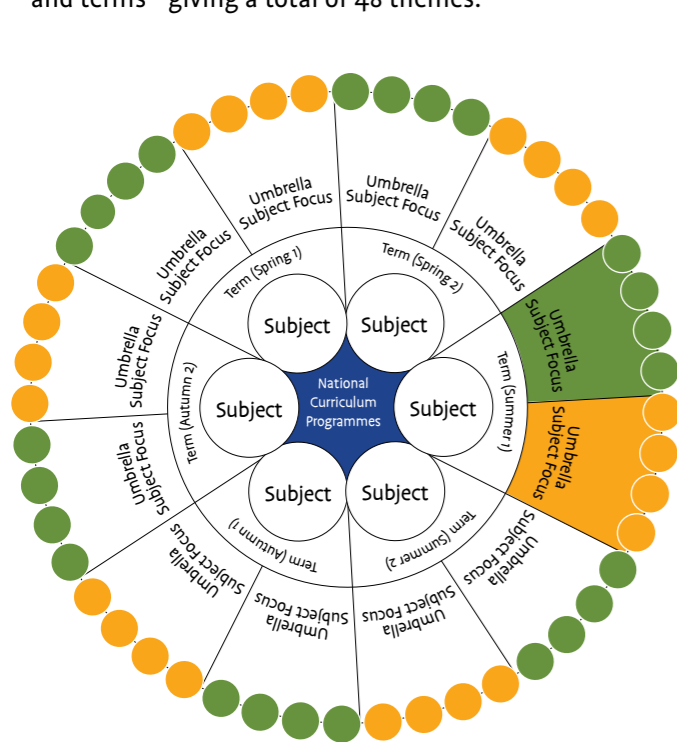 and terms - giving a total of 48 themes.
Umbrella
Subject Focus
Umbrella
Subject Focus
Umbrella
Subject Focus
Umbrella
Subject Focus
Term (Spring 1)
Term (Spring 2)
Subject
Subject
Umbrella
Subject Focus
Umbrella
Subject Focus
Term (Autumn 2)
Subject
National
Curriculum
Programmes
Subject
Term (Summer 1)
Umbrella
Subject Focus
Umbrella
Subject Focus
Subject
Subject
Term (Autumn 1)
Term (Summer 2)
Umbrella
Subject Focus
Umbrella
Subject Focus
Umbrella
Subject Focus
Umbrella
Subject Focus